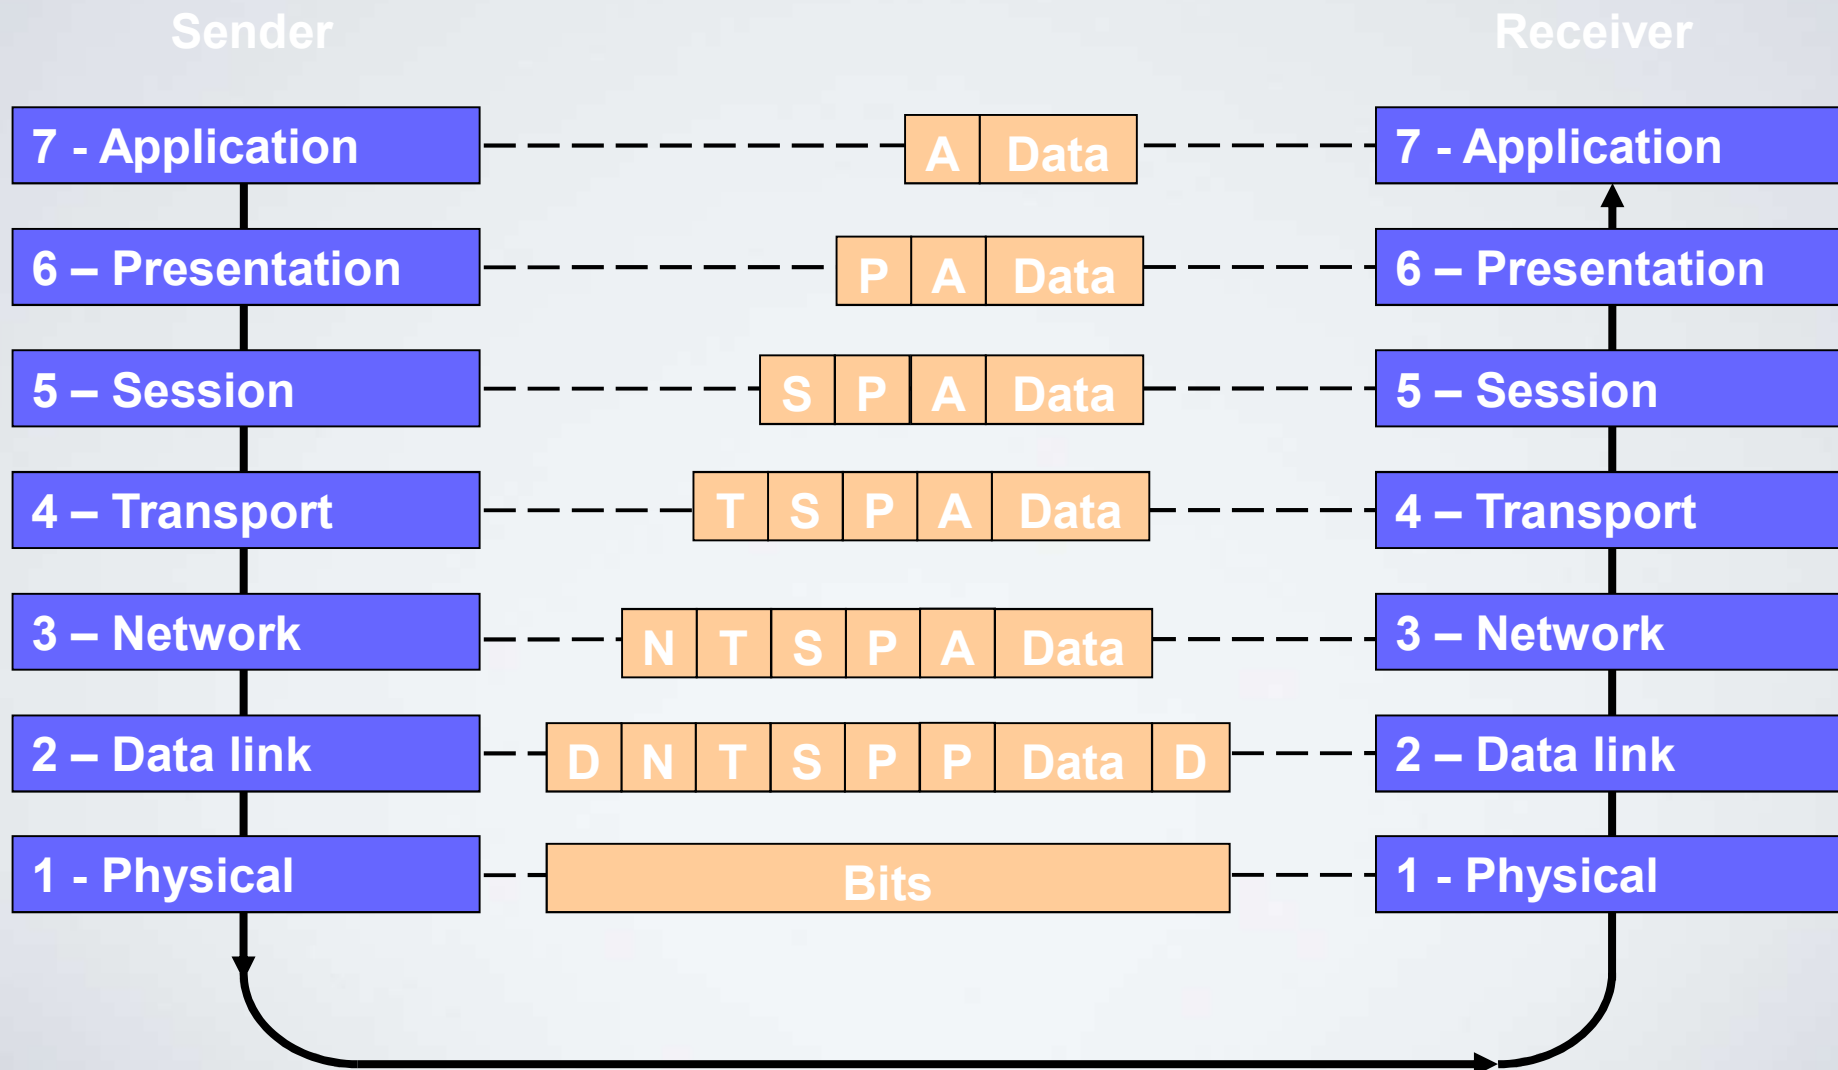 Sender Receiver
7 - Application A Data 7 - Application
6 – Presentation P A Data 6 – Presentation
5 – Session S P A Data 5 – Session
4 – Transport T S P A Data 4 – Transport
3 – Network N T S P A Data 3 – Network
2 – Data link D N T S P P Data D 2 – Data link
1 - Physical Bits 1 - Physical